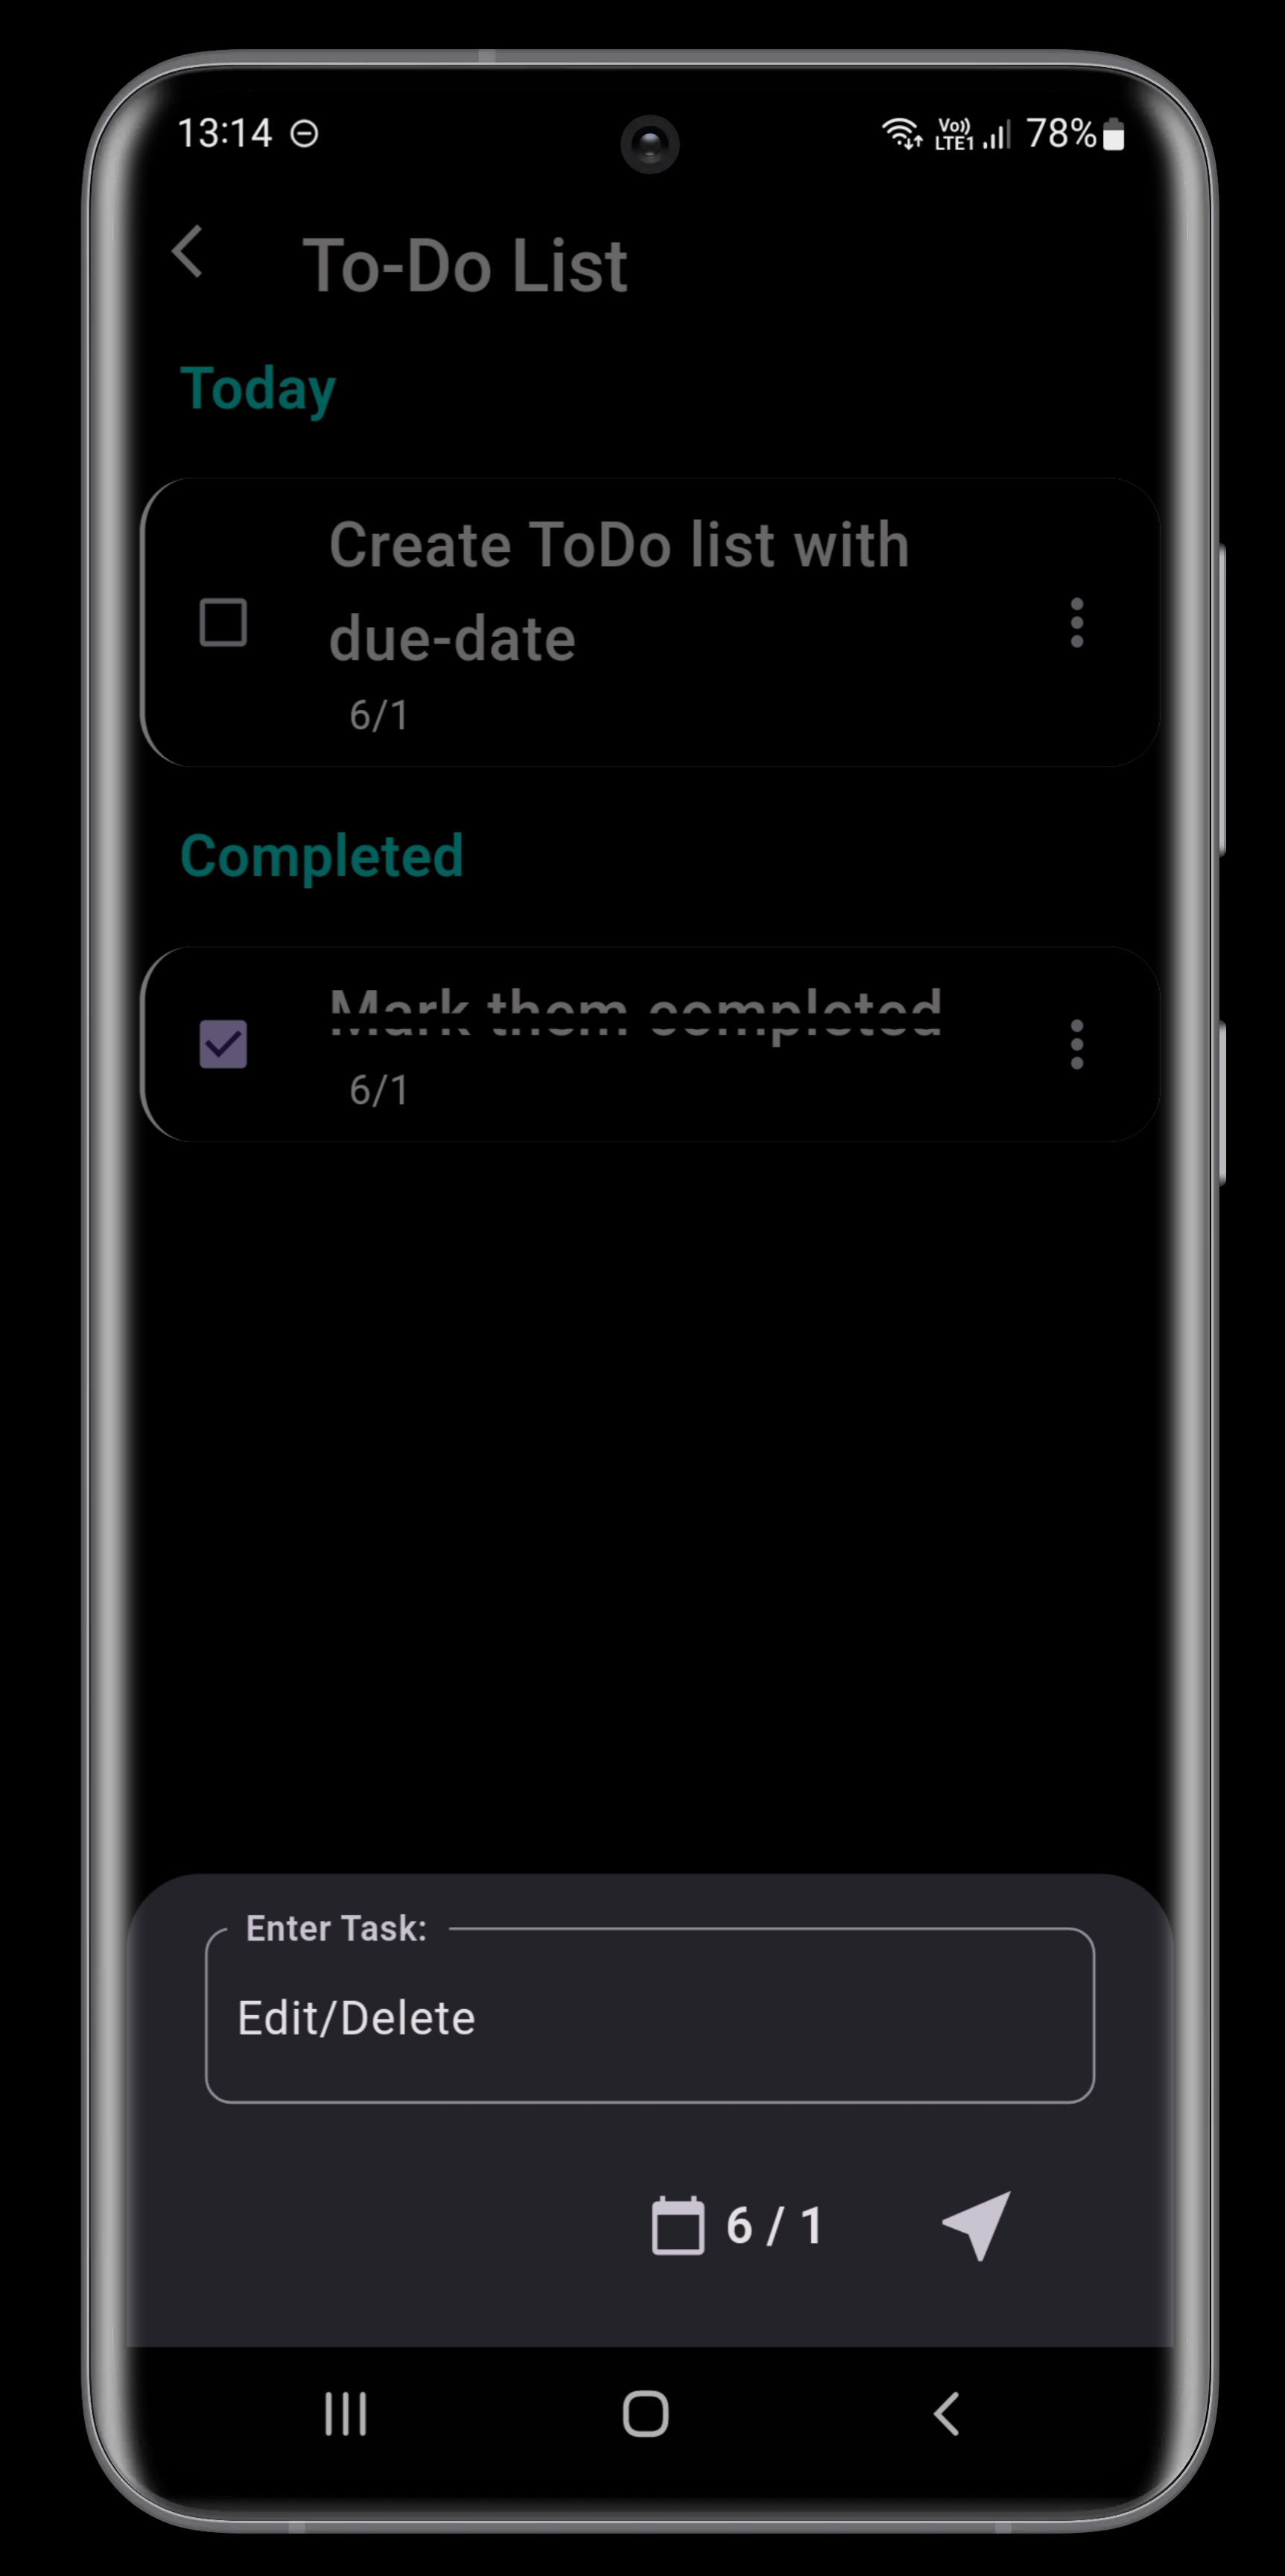 13:14
Vo)) LTE1 78%
To-Do List
Today
Create ToDo list with
due-date
6/1
Completed
Mark them completed
6/1
Enter Task:
Edit/Delete
6 / 1